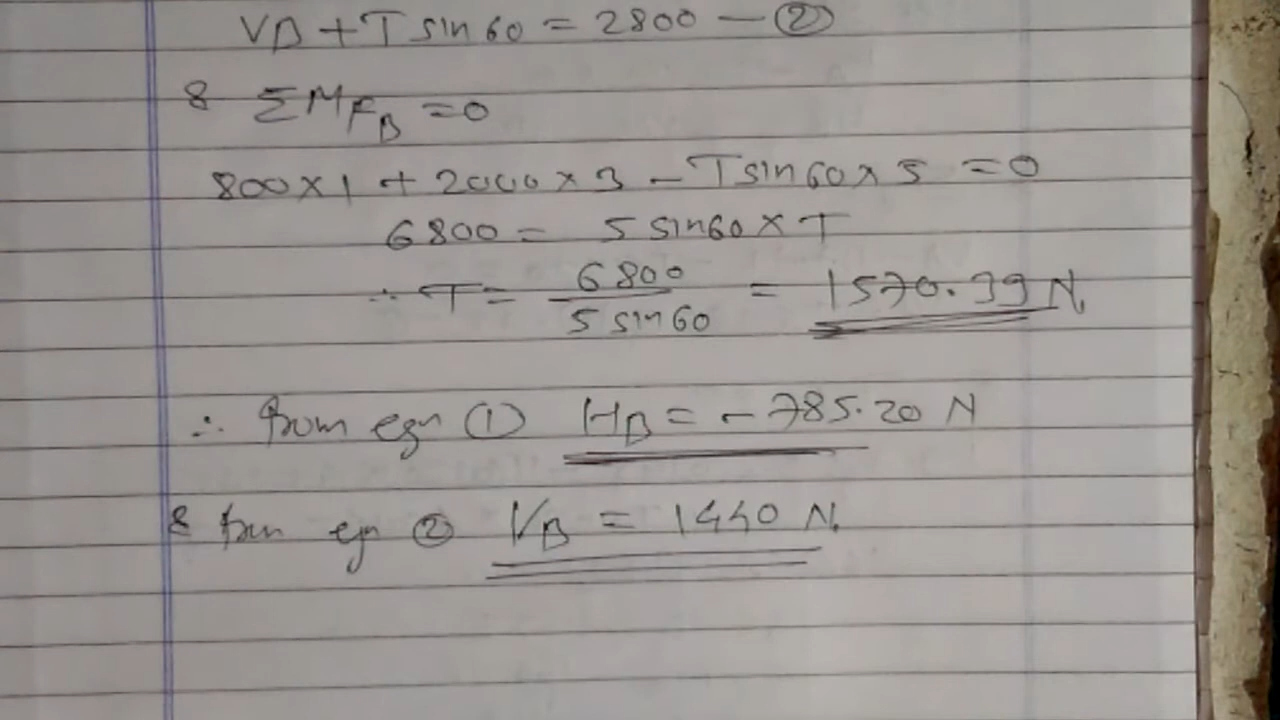 VB + T sin 60 = 2800 — ②
& ΣMFB = 0
800 × 1 + 2000 × 3 - T sin 60 × 5 = 0
6800 = 5 sin 60 × T
∴ T = 6800 / 5 sin 60 = 1570.39 N.
∴ from eqn ① HB = - 785.20 N
& from eqn ② VB = 1440 N.